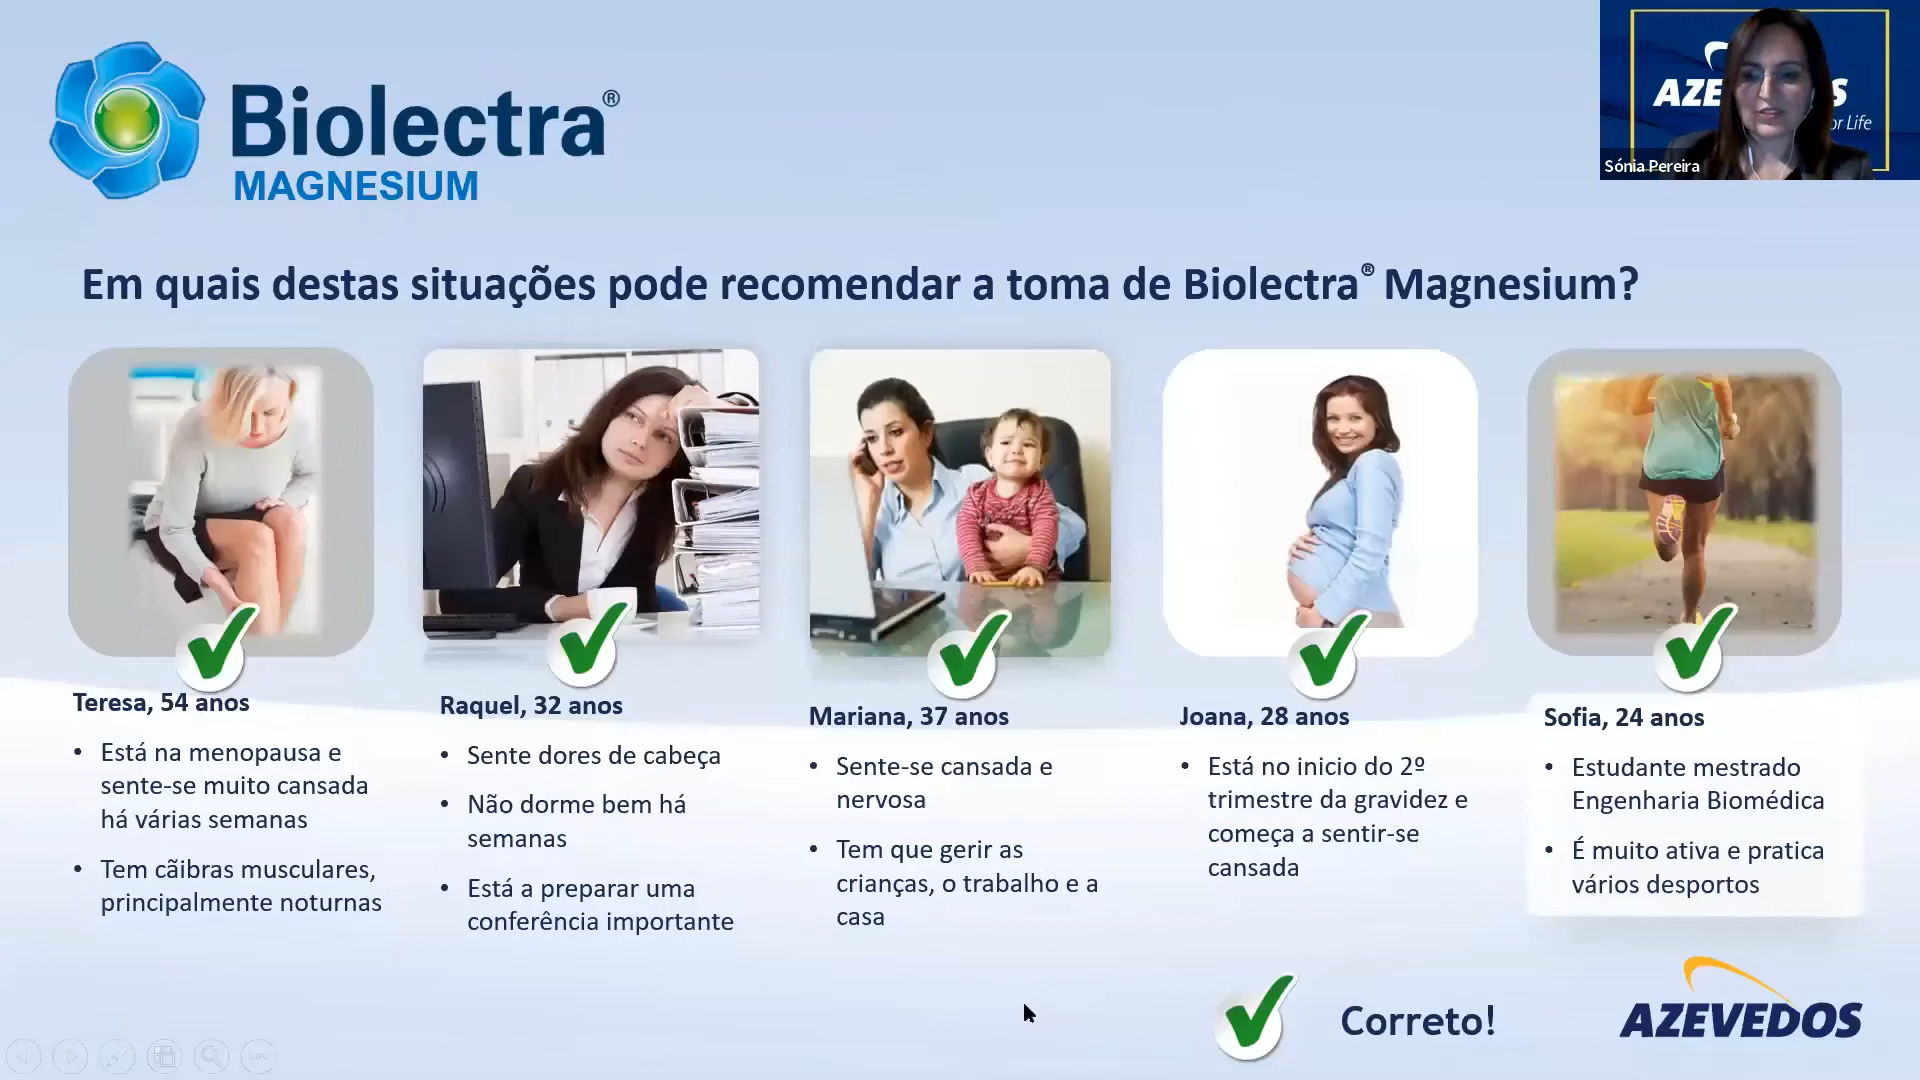 Biolectra®
MAGNESIUM
AZE OS
or Life
Sónia Pereira
Em quais destas situações pode recomendar a toma de Biolectra® Magnesium?
Teresa, 54 anos
• Está na menopausa e
sente-se muito cansada
há várias semanas
• Tem cãibras musculares,
principalmente noturnas
Raquel, 32 anos
• Sente dores de cabeça
• Não dorme bem há
semanas
• Está a preparar uma
conferência importante
Mariana, 37 anos
• Sente-se cansada e
nervosa
• Tem que gerir as
crianças, o trabalho e a
casa
Joana, 28 anos
• Está no inicio do 2º
trimestre da gravidez e
começa a sentir-se
cansada
Sofia, 24 anos
• Estudante mestrado
Engenharia Biomédica
• É muito ativa e pratica
vários desportos
Correto!
AZEVEDOS